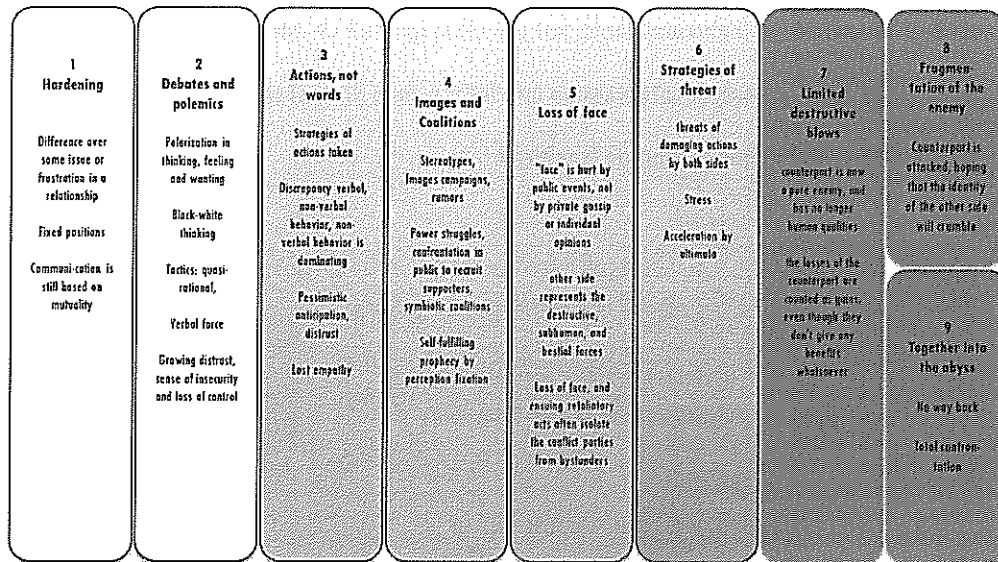 1
Hardening
Difference over
some issue or
frustration in a
relationship
Fixed positions
Communi-cation is
still based on
mutuality
2
Debates and
polemics
Polarization in
thinking, feeling
and wanting
Black-white
thinking
Tactics: quasi-
rational,
Verbal force
Growing distrust,
sense of insecurity
and loss of control
3
Actions, not
words
Strategies of
actions taken
Discrepancy verbal,
non-verbal
behavior, non-
verbal behavior is
dominating
Pessimistic
anticipation,
distrust
Lost empathy
4
Images and
Coalitions
Stereotypes,
Images campaigns,
rumors
Power struggles,
confrontation in
public to recruit
supporters,
symbiotic coalitions
Self-fulfilling
prophecy by
perception fixation
5
Loss of face
"face" is hurt by
public events, not
by private gossip
or individual
opinions
other side
represents the
destructive,
subhuman, and
bestial forces
Loss of face, and
ensuing retaliatory
acts often isolate
the conflict parties
from bystanders
6
Strategies of
threat
threats of
damaging actions
by both sides
Stress
Acceleration by
ultimata
7
Limited
destructive
blows
counterpart is now
a pure enemy, and
has no longer
human qualities
the losses of the
counterpart are
counted as gains,
even though they
don't give any
benefits
whatsoever
8
Fragmen-
tation of the
enemy
Counterpart is
attacked, hoping
that the identity
of the other side
will crumble
9
Together into
the abyss
No way back
Total confron-
tation